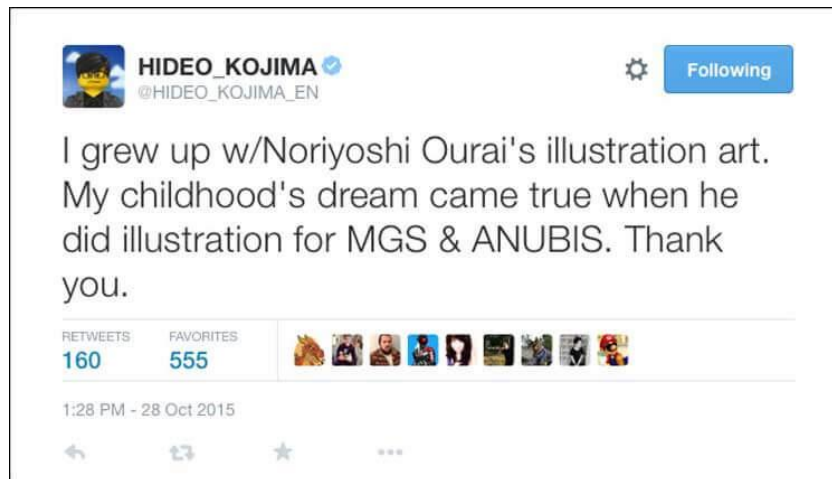 HIDEO_KOJIMA
Following
@HIDEO_KOJIMA_EN
I grew up w/Noriyoshi Ourai's illustration art.
My childhood's dream came true when he
did illustration for MGS & ANUBIS. Thank
you.
RETWEETS FAVORITES
160 555
1:28 PM - 28 Oct 2015